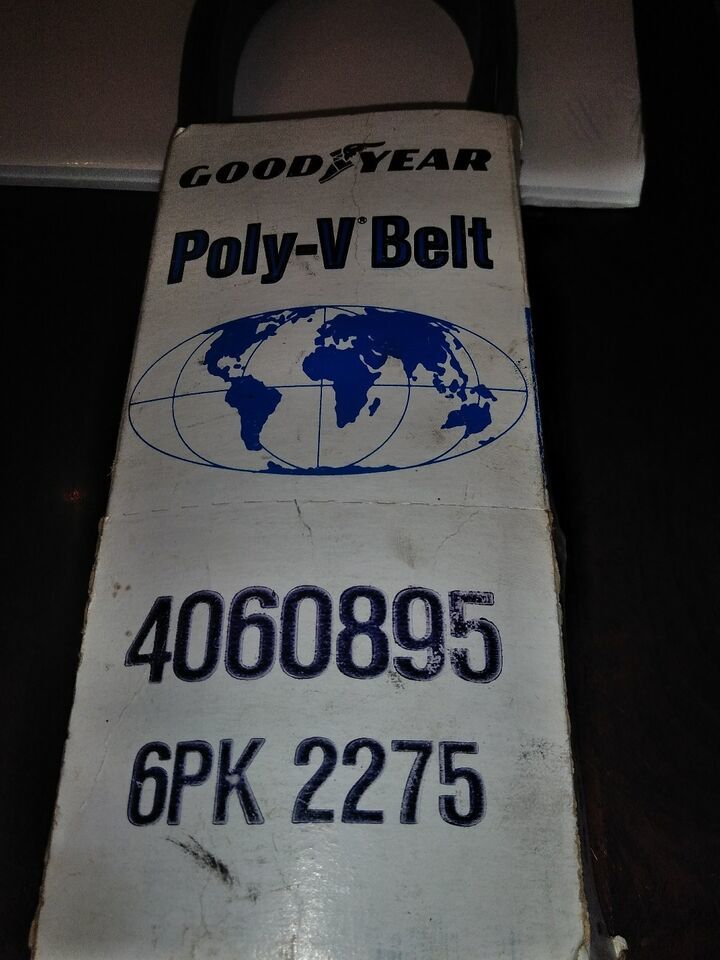 GOODYEAR
Poly-V® Belt
4060895
6PK 2275